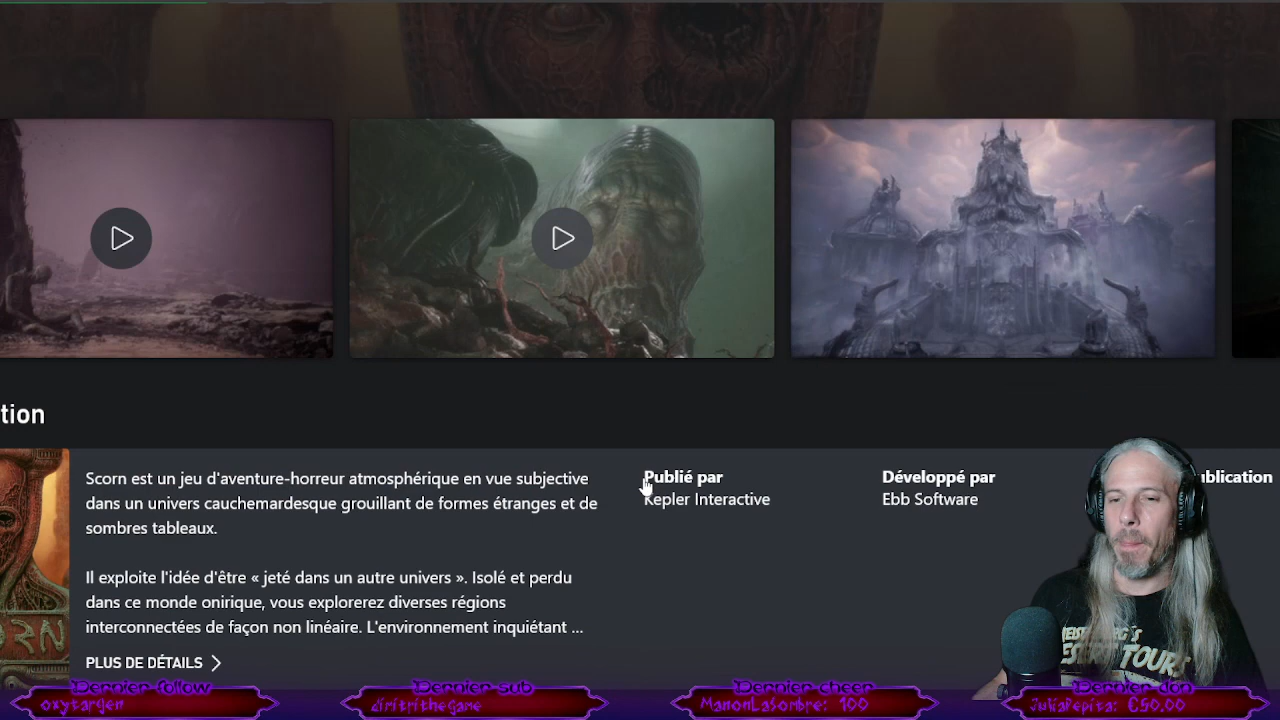 tion
Scorn est un jeu d'aventure-horreur atmosphérique en vue subjective
dans un univers cauchemardesque grouillant de formes étranges et de
sombres tableaux.
Il exploite l'idée d'être « jeté dans un autre univers ». Isolé et perdu
dans ce monde onirique, vous explorerez diverses régions
interconnectées de façon non linéaire. L'environnement inquiétant ...
PLUS DE DÉTAILS
Publié par
Kepler Interactive
Développé par
Ebb Software
ublication
ORN
TOURS
Dernier follow
oxytargen
Dernier sub
dimitrithegame
Dernier cheer
ManonLaSombre: 100
Dernier don
JuliaPepita: €50,00